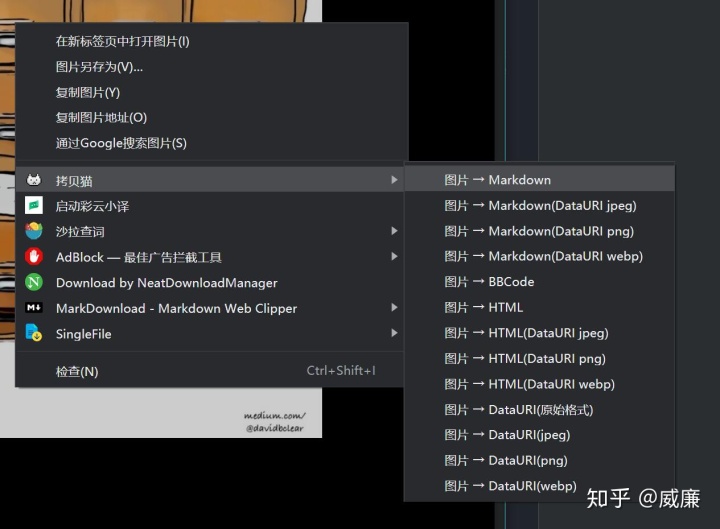 在新标签页中打开图片(I)
图片另存为(V)...
复制图片(Y)
复制图片地址(O)
通过Google搜索图片(S)
拷贝猫
启动彩云小译
沙拉查词
AdBlock — 最佳广告拦截工具
Download by NeatDownloadManager
MarkDownload - Markdown Web Clipper
SingleFile
检查(N) Ctrl+Shift+I
图片 → Markdown
图片 → Markdown(DataURI jpeg)
图片 → Markdown(DataURI png)
图片 → Markdown(DataURI webp)
图片 → BBCode
图片 → HTML
图片 → HTML(DataURI jpeg)
图片 → HTML(DataURI png)
图片 → HTML(DataURI webp)
图片 → DataURI(原始格式)
图片 → DataURI(jpeg)
图片 → DataURI(png)
图片 → DataURI(webp)
medium.com/
@davidbclear
知乎 @威廉